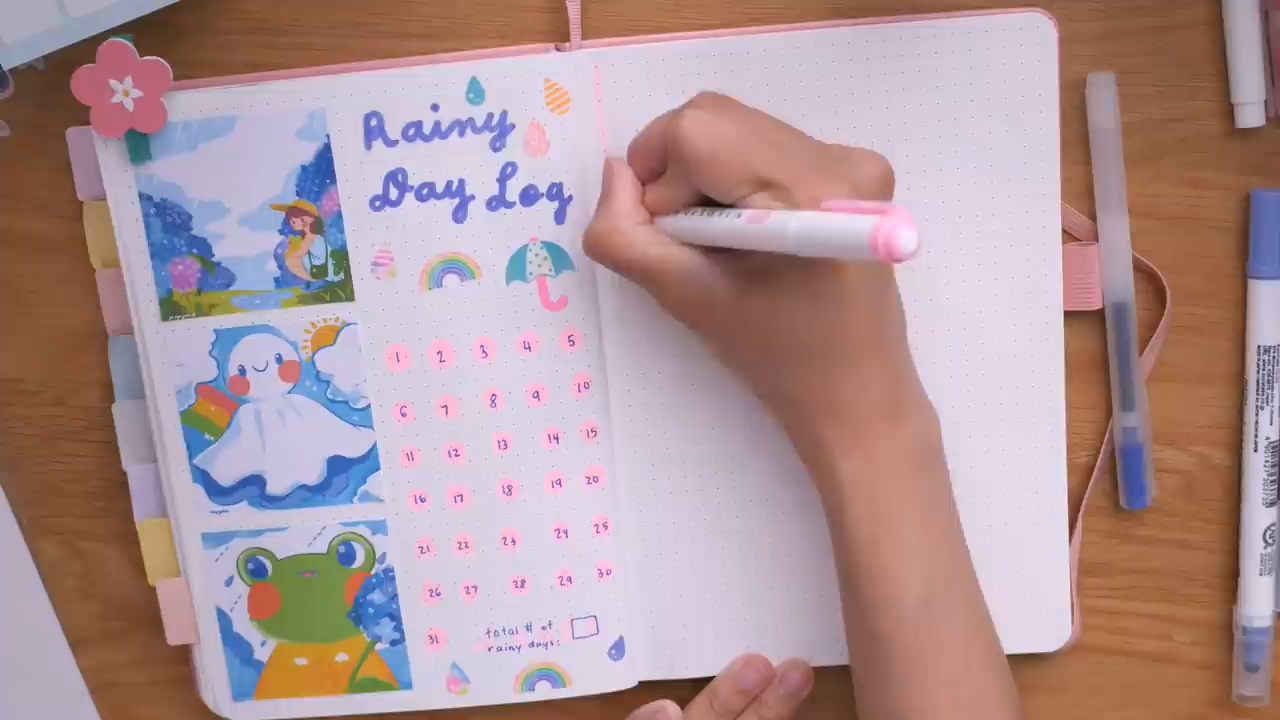 Rainy
Day Log
1 2 3 4 5
6 7 8 9 10
11 12 13 14 15
16 17 18 19 20
21 22 23 24 25
26 27 28 29 30
31
total # of
rainy days: